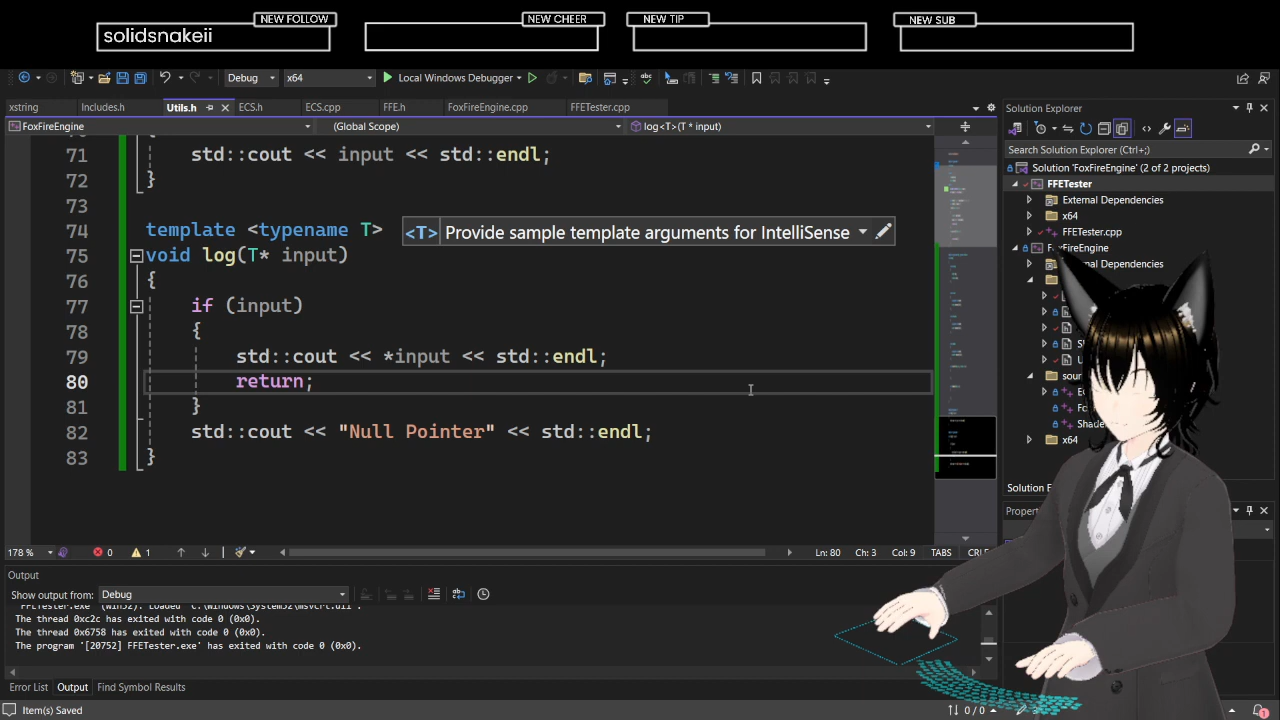 NEW FOLLOW
NEW CHEER
NEW TIP
NEW SUB
solidsnakeii
Debug
x64
Local Windows Debugger
xstring
Includes.h
Utils.h
ECS.h
ECS.cpp
FFE.h
FoxFireEngine.cpp
FFETester.cpp
FoxFireEngine
(Global Scope)
log<T>(T * input)
71 std::cout << input << std::endl;
72 }
73
74 template <typename T>
<T> Provide sample template arguments for IntelliSense
75 void log(T* input)
76 {
77 if (input)
78 {
79 std::cout << *input << std::endl;
80 return;
81 }
82 std::cout << "Null Pointer" << std::endl;
83 }
178 %
0
1
Ln: 80
Ch: 3
Col: 9
TABS
CRLF
Solution Explorer
Search Solution Explorer (Ctrl+;)
Solution 'FoxFireEngine' (2 of 2 projects)
FFETester
External Dependencies
x64
FFETester.cpp
FoxFireEngine
External Dependencies
sou
Fo
Shade
x64
Solution E
Propert
Output
Show output from:
Debug
The thread 0xc2c has exited with code 0 (0x0).
The thread 0x6758 has exited with code 0 (0x0).
The program '[20752] FFETester.exe' has exited with code 0 (0x0).
Error List
Output
Find Symbol Results
Item(s) Saved
0 / 0